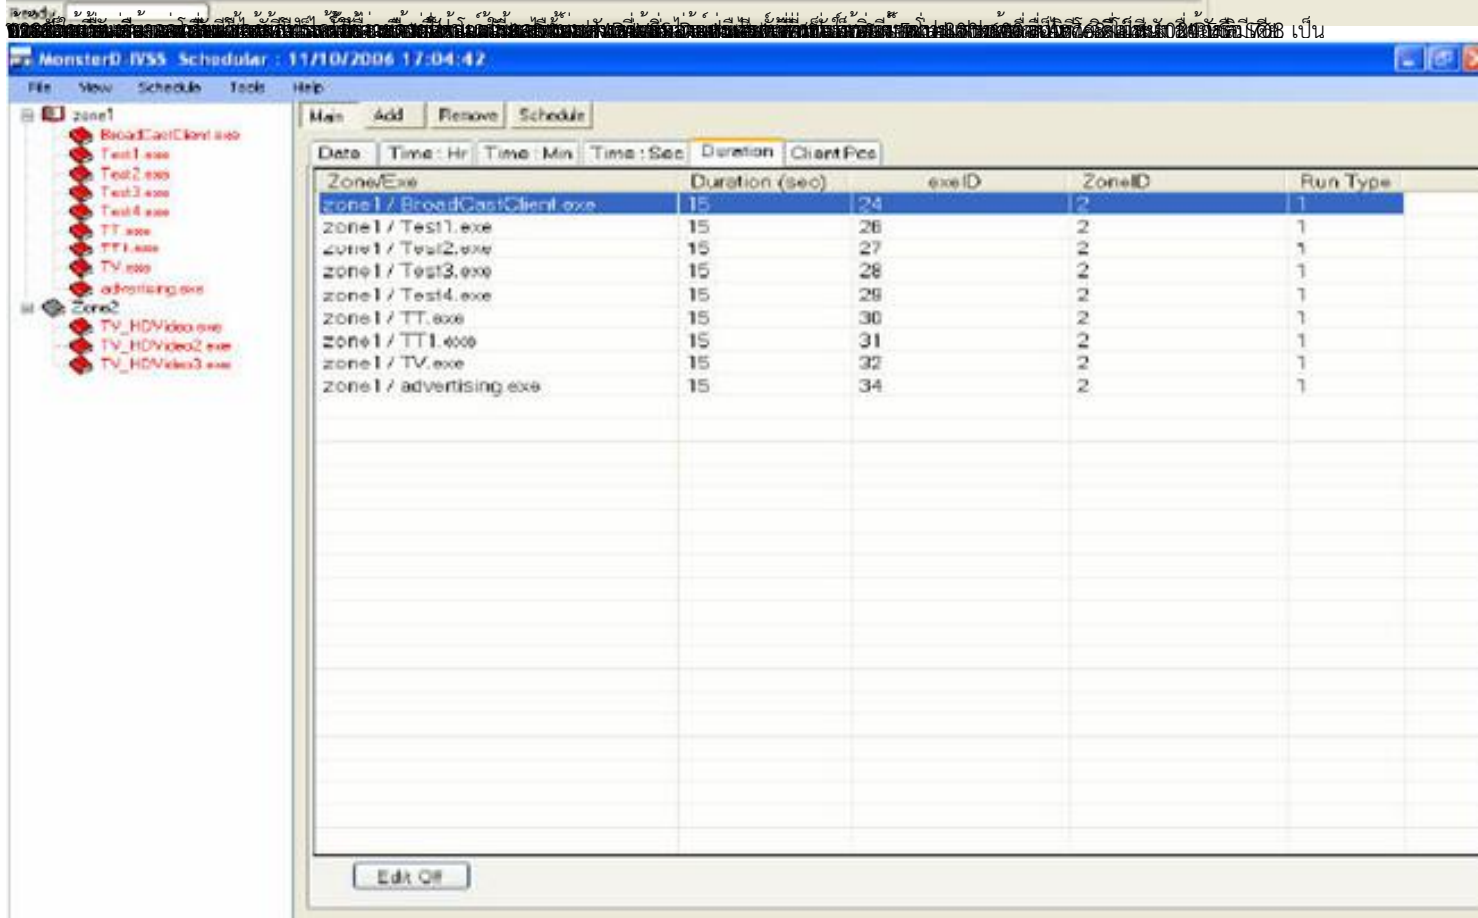 Ready
เป็น
MonsterD IVSS Schedular : 11/10/2006 17:04:42
File View Schedule Tools Help
zone1
BroadCastClient.exe
Test1.exe
Test2.exe
Test3.exe
Test4.exe
TT.exe
TT1.exe
TV.exe
advertising.exe
Zone2
TV_HDVideo.exe
TV_HDVideo2.exe
TV_HDVideo3.exe
Main Add Remove Schedule
Date Time : Hr Time : Min Time : Sec Duration Client Pcs
Zone/Exe Duration (sec) exeID ZoneID Run Type
zone1 / BroadCastClient.exe 15 24 2 1
zone1 / Test1.exe 15 26 2 1
zone1 / Test2.exe 15 27 2 1
zone1 / Test3.exe 15 28 2 1
zone1 / Test4.exe 15 29 2 1
zone1 / TT.exe 15 30 2 1
zone1 / TT1.exe 15 31 2 1
zone1 / TV.exe 15 32 2 1
zone1 / advertising.exe 15 34 2 1
Edit Off